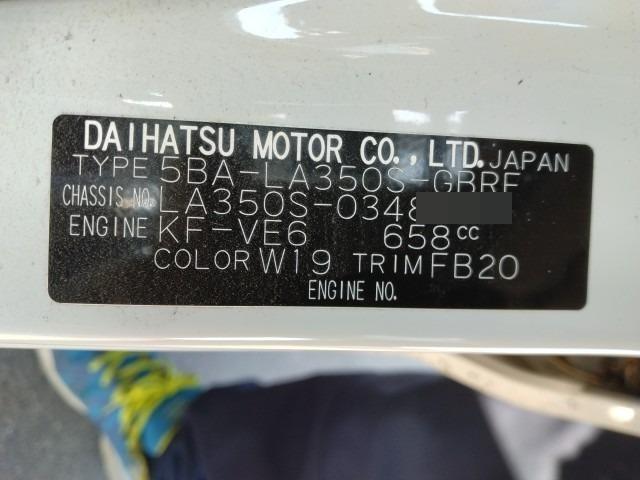 DAIHATSU MOTOR CO., LTD. JAPAN
TYPE 5BA-LA350S-GBRF
CHASSIS NO. LA350S-0348
ENGINE KF-VE6 658cc
COLOR W19 TRIM FB20
ENGINE NO.